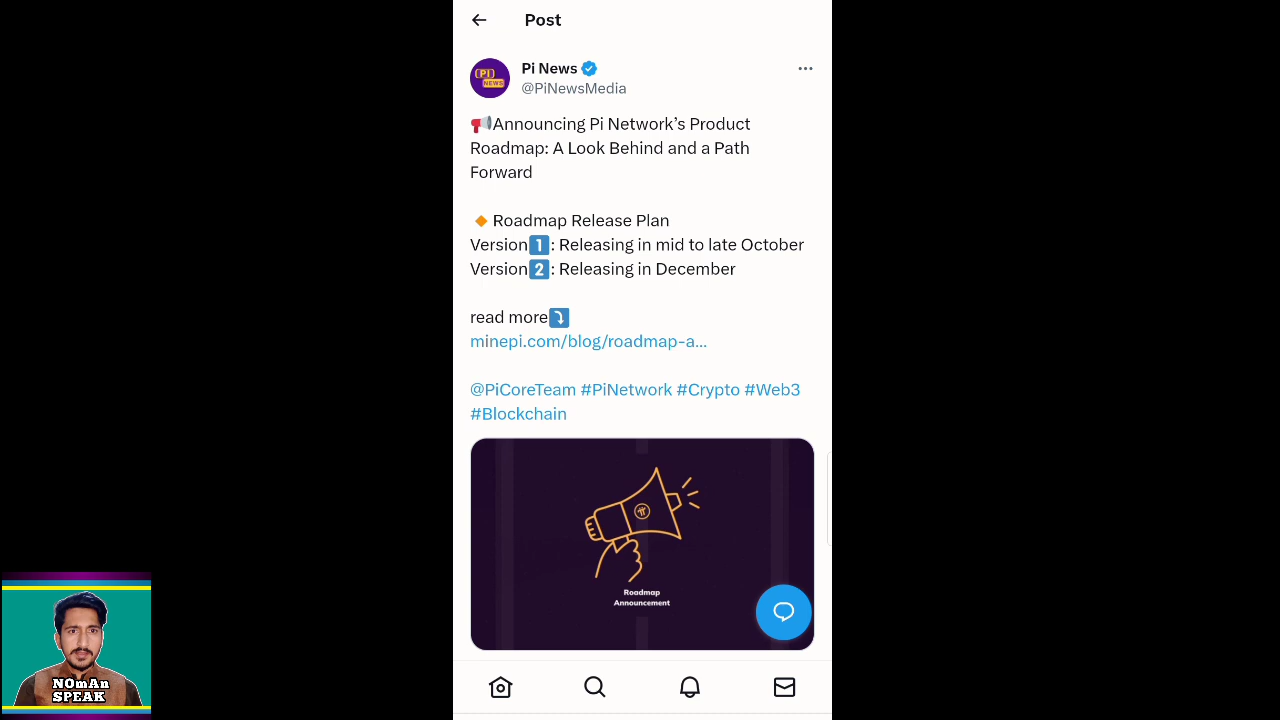 Post
(PI)
NEWS
Pi News
@PiNewsMedia
📢Announcing Pi Network's Product
Roadmap: A Look Behind and a Path
Forward
🔸Roadmap Release Plan
Version1️⃣: Releasing in mid to late October
Version2️⃣: Releasing in December
read more⤵️
minepi.com/blog/roadmap-a...
@PiCoreTeam #PiNetwork #Crypto #Web3
#Blockchain
Roadmap
Announcement
NOmAn
SPEAK